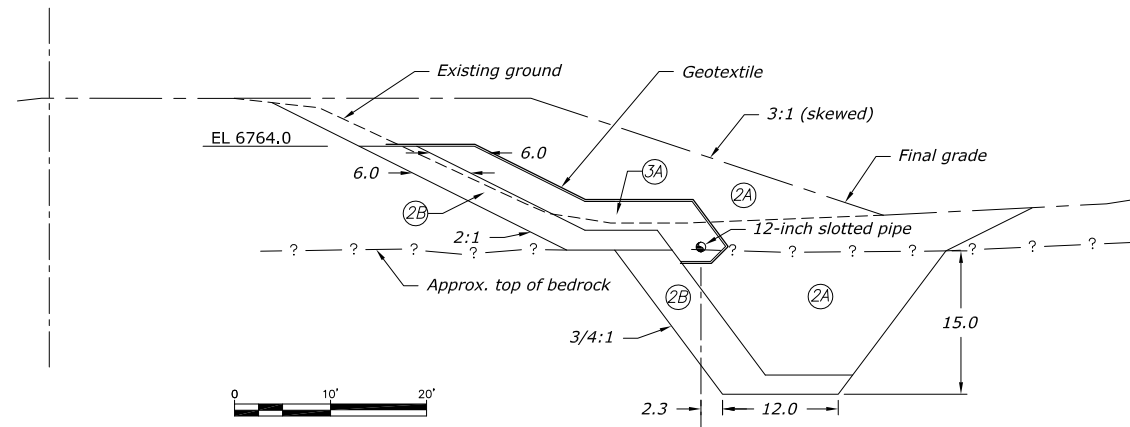 Existing ground
Geotextile
3:1 (skewed)
EL 6764.0
6.0
Final grade
6.0
3A
2A
2B
12-inch slotted pipe
2:1
? ? ? ? ? ? ? ? ? ? ? ?
Approx. top of bedrock
2B
2A
15.0
3/4:1
0 10' 20'
2.3
12.0